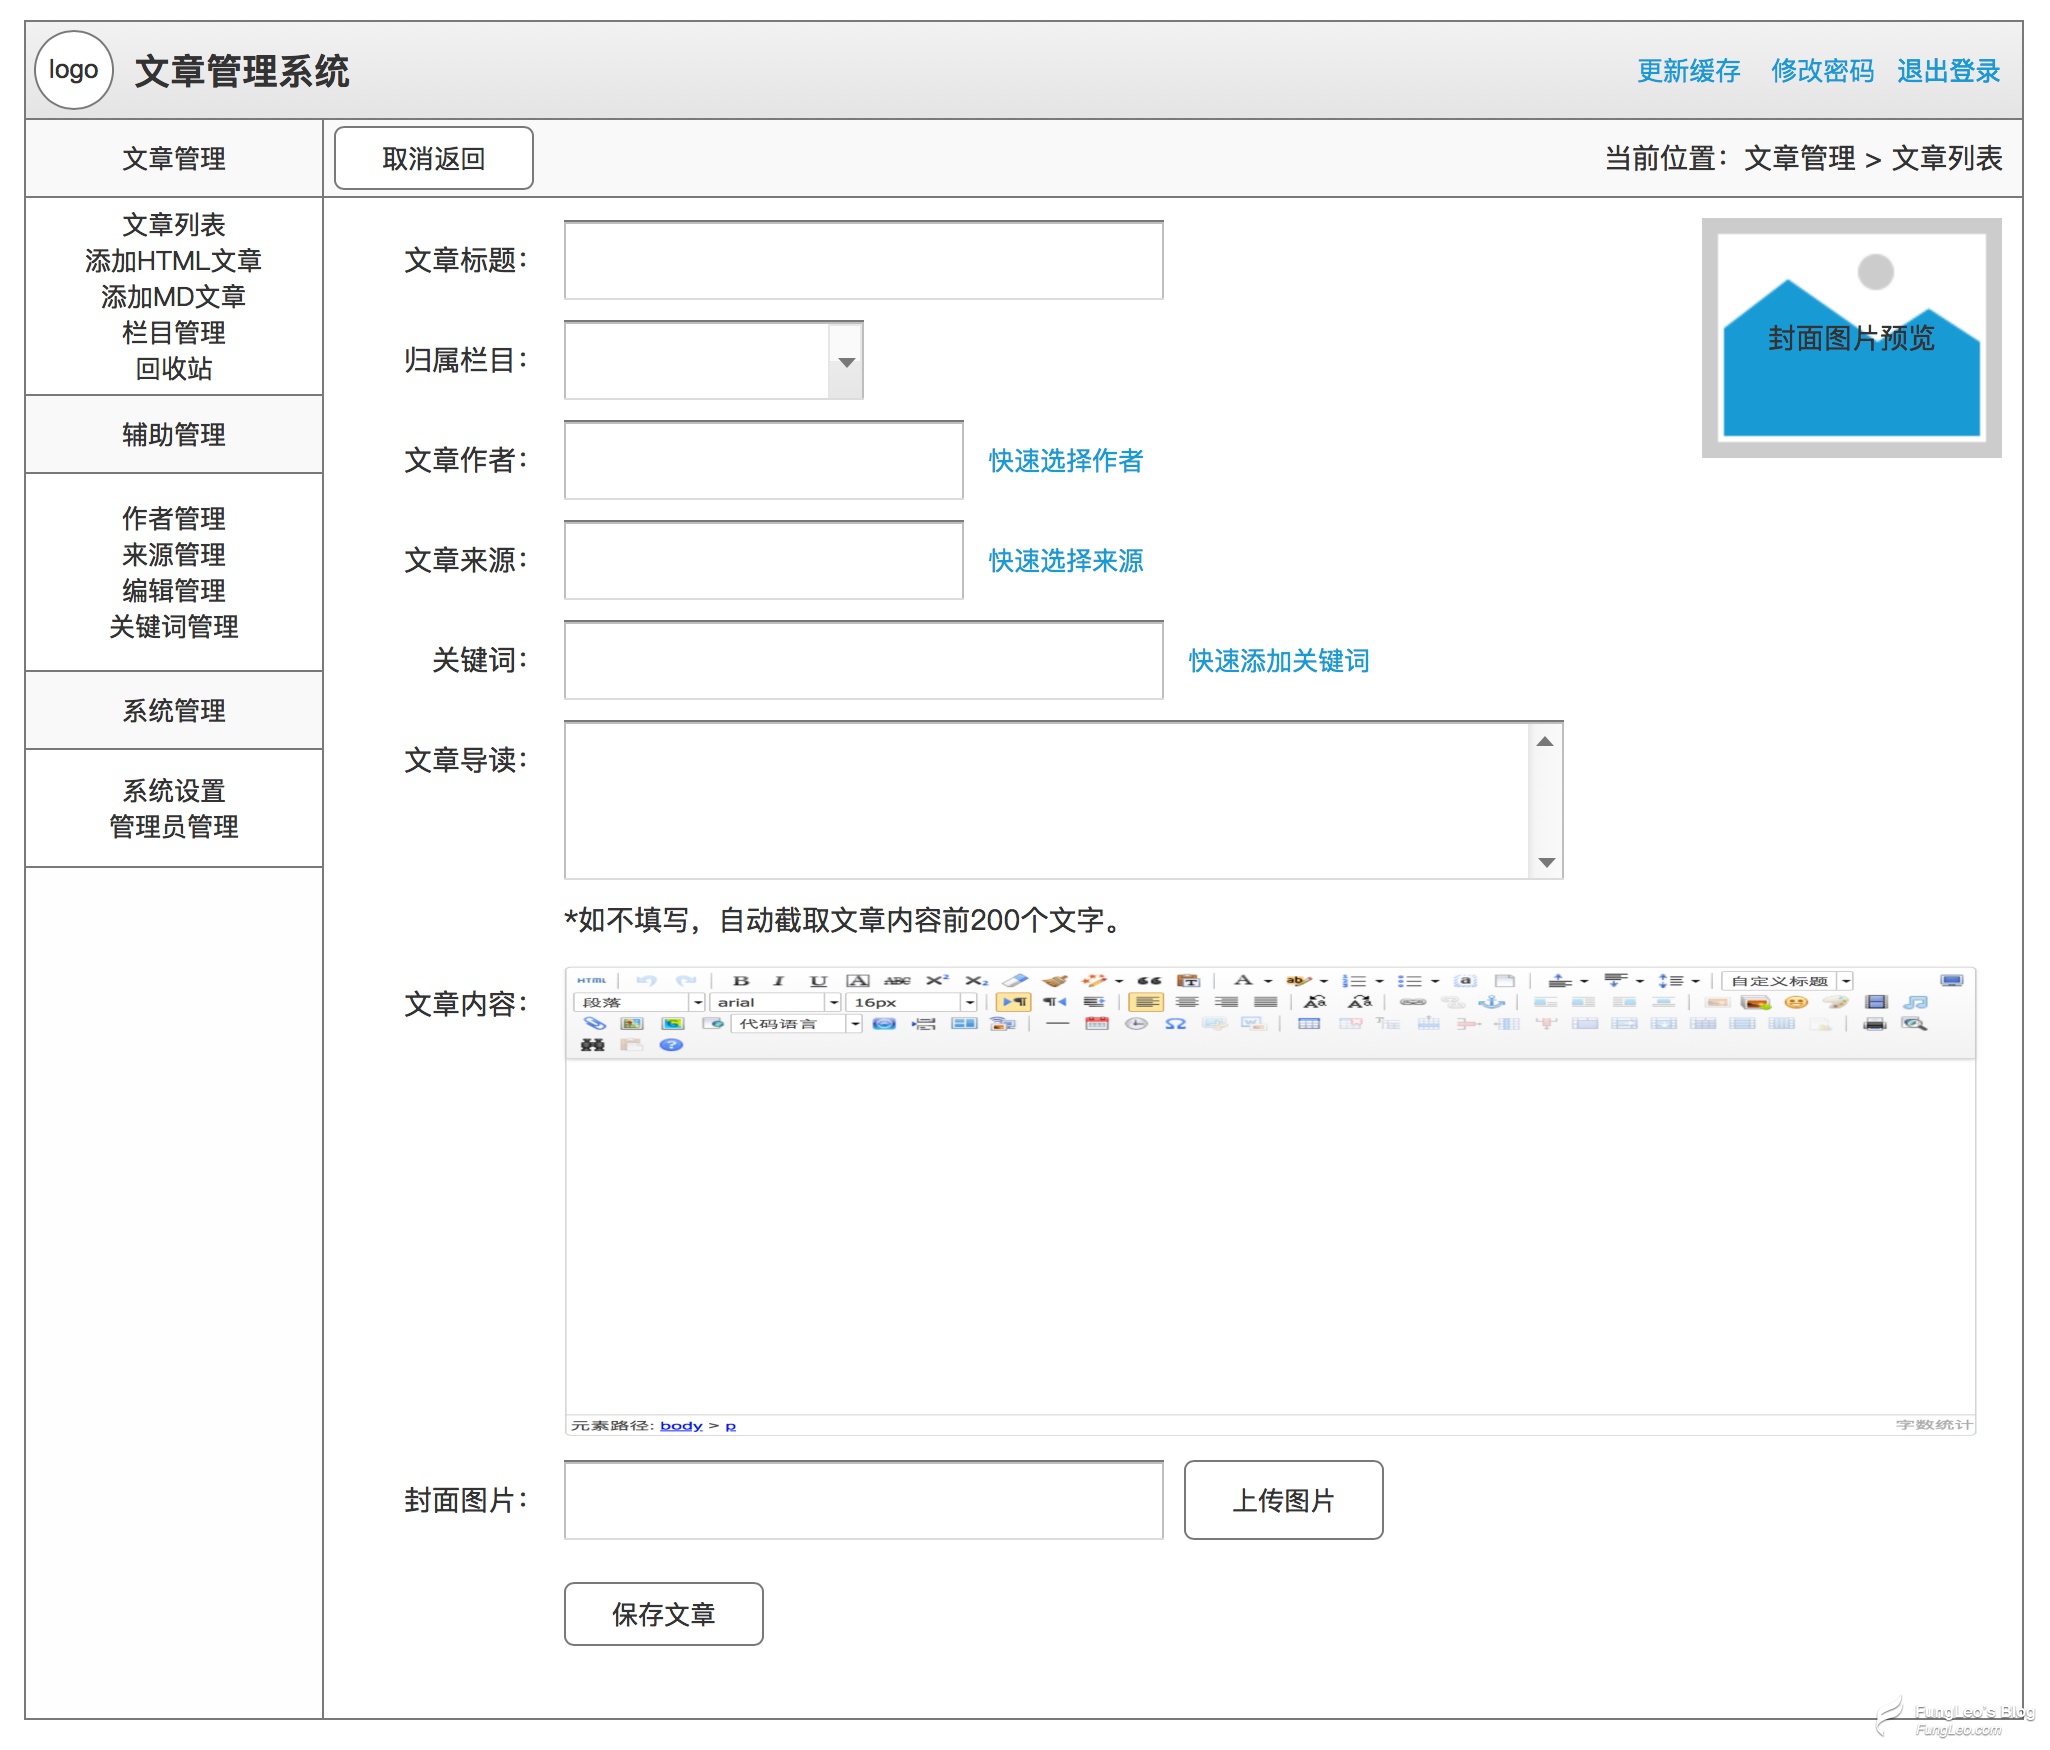 logo
文章管理系统
更新缓存 修改密码 退出登录
文章管理
取消返回
当前位置：文章管理 > 文章列表
文章列表
添加HTML文章
添加MD文章
栏目管理
回收站
辅助管理
作者管理
来源管理
编辑管理
关键词管理
系统管理
系统设置
管理员管理
文章标题：
封面图片预览
归属栏目：
文章作者：
快速选择作者
文章来源：
快速选择来源
关键词：
快速添加关键词
文章导读：
*如不填写，自动截取文章内容前200个文字。
文章内容：
HTML B I U A ABC X² X₂ A ab a 自定义标题
段落 arial 16px
代码语言
元素路径: body > p
字数统计
封面图片：
上传图片
保存文章
FungLeo's Blog
FungLeo.com